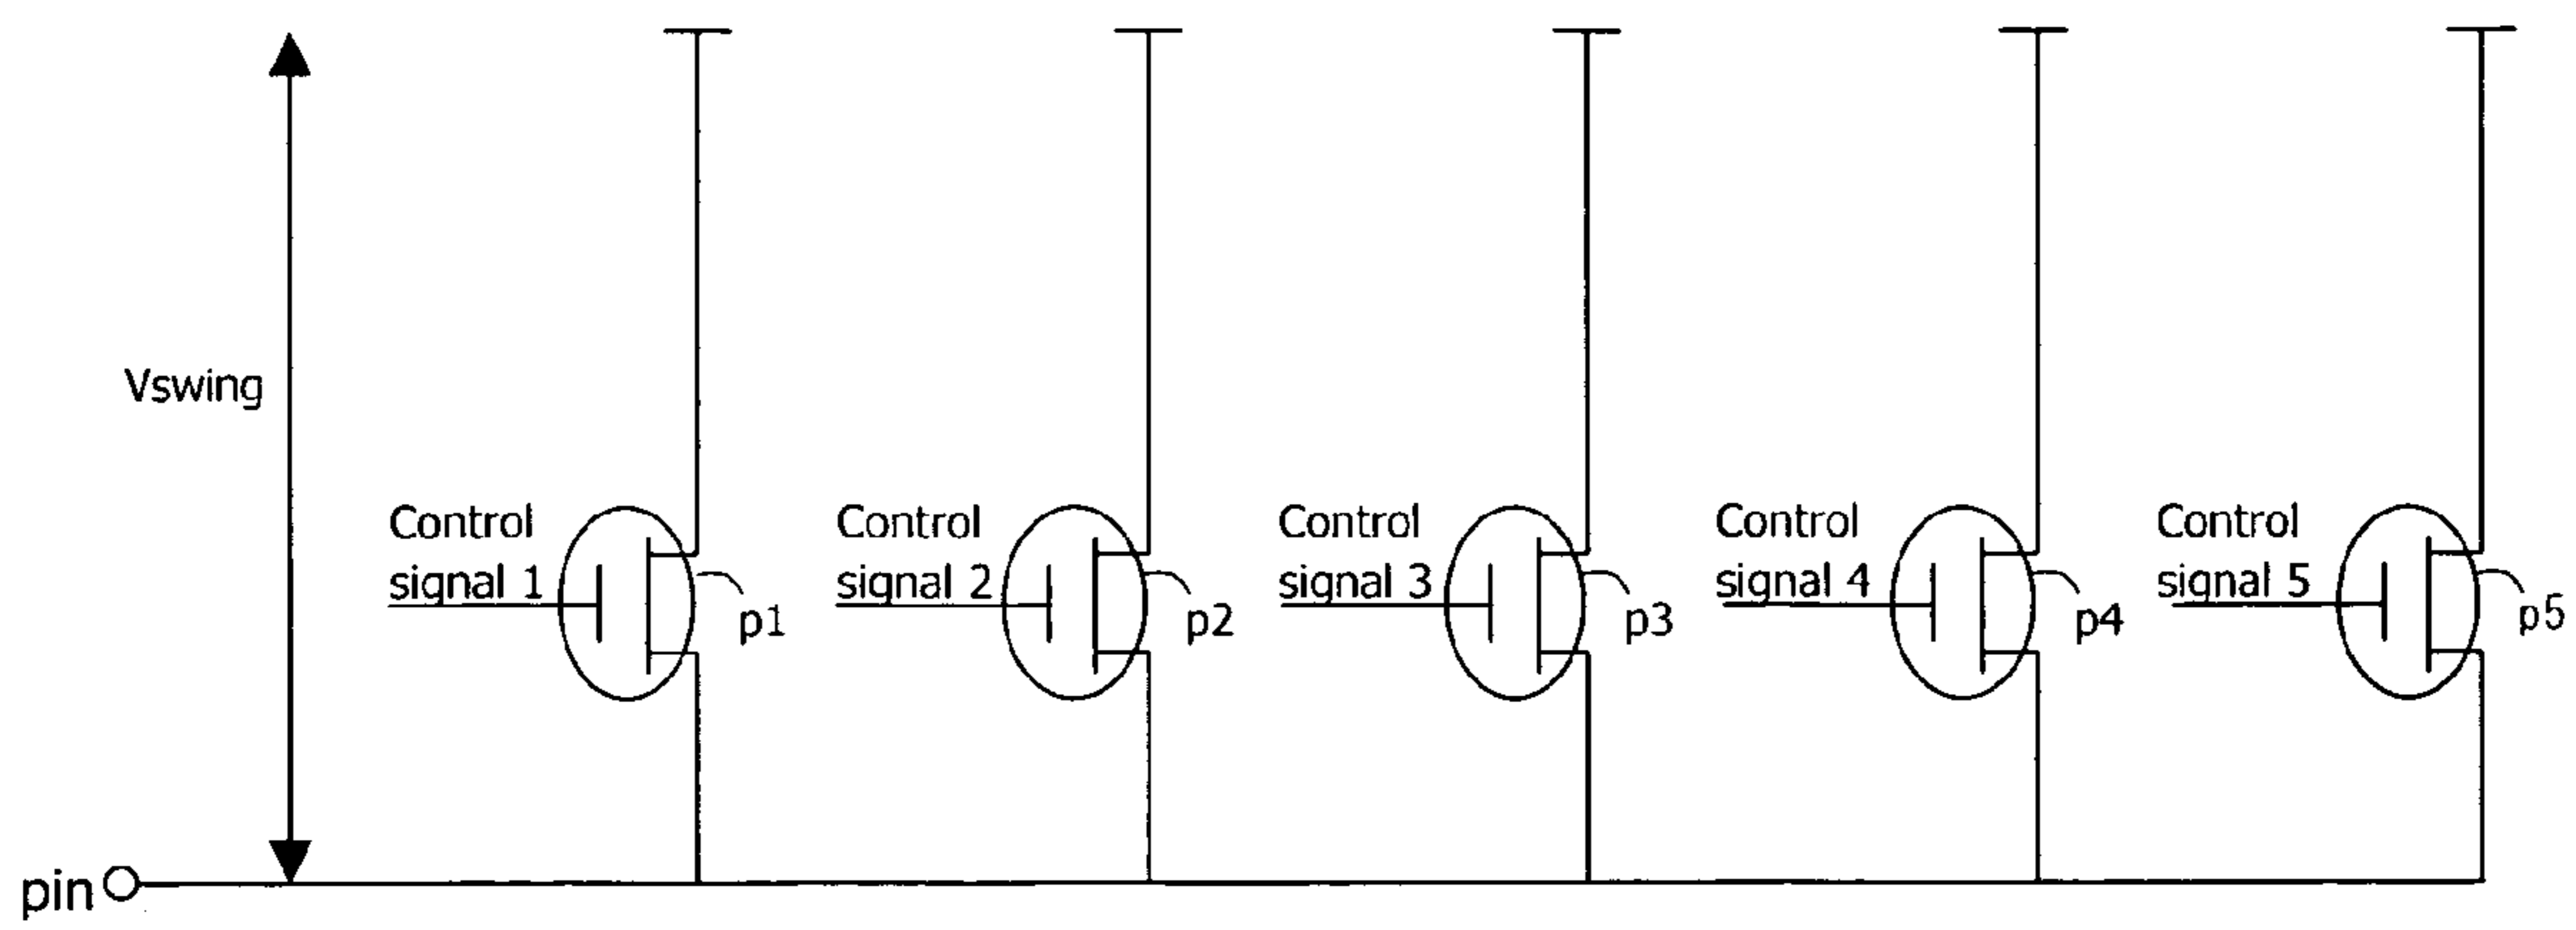 Vswing
Control
signal 1
p1
Control
signal 2
p2
Control
signal 3
p3
Control
signal 4
p4
Control
signal 5
p5
pin